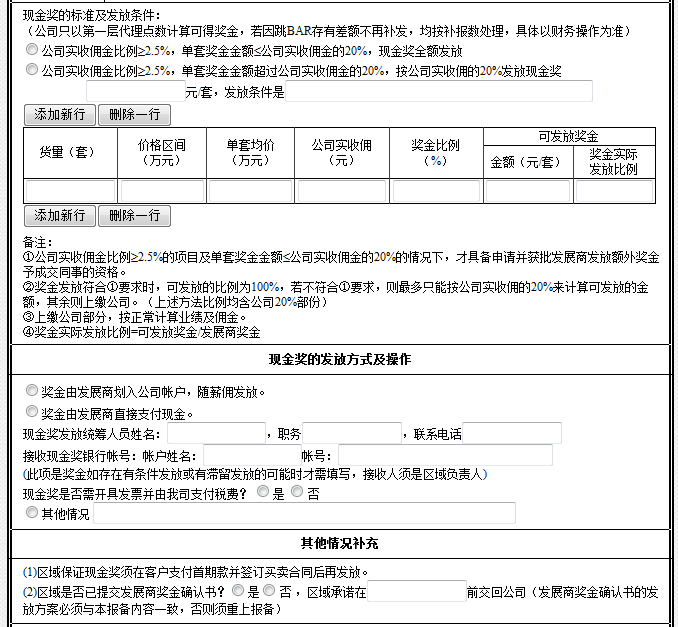 现金奖的标准及发放条件：
（公司只以第一层代理点数计算可得奖金，若因跳BAR存有差额不再补发，均按补报数处理，具体以财务操作为准）
公司实收佣金比例≥2.5%，单套奖金金额≤公司实收佣金的20%，现金奖全额发放
公司实收佣金比例≥2.5%，单套奖金金额超过公司实收佣金的20%，按公司实收佣的20%发放现金奖
元/套，发放条件是
添加新行 删除一行
货量（套） 价格区间（万元） 单套均价（万元） 公司实收佣（元） 奖金比例（%） 可发放奖金
金额（元/套） 奖金实际发放比例
添加新行 删除一行
备注：
①公司实收佣金比例≥2.5%的项目及单套奖金金额≤公司实收佣金的20%的情况下，才具备申请并获批发展商发放额外奖金
予成交同事的资格。
②奖金发放符合①要求时，可发放的比例为100%，若不符合①要求，则最多只能按公司实收佣的20%来计算可发放的金
额，其余则上缴公司。（上述方法比例均含公司20%部份）
③上缴公司部分，按正常计算业绩及佣金。
④奖金实际发放比例=可发放奖金/发展商奖金
现金奖的发放方式及操作
奖金由发展商划入公司帐户，随薪佣发放。
奖金由发展商直接支付现金。
现金奖发放统筹人员姓名： ，职务 ，联系电话
接收现金奖银行帐号：帐户姓名： 帐号：
(此项是奖金如存在有条件发放或有滞留发放的可能时才需填写，接收人须是区域负责人)
现金奖是否需开具发票并由我司支付税费？ 是 否
其他情况
其他情况补充
(1)区域保证现金奖须在客户支付首期款并签订买卖合同后再发放。
(2)区域是否已提交发展商奖金确认书？ 是 否 ，区域承诺在 前交回公司（发展商奖金确认书的发
放方案必须与本报备内容一致，否则须重上报备）